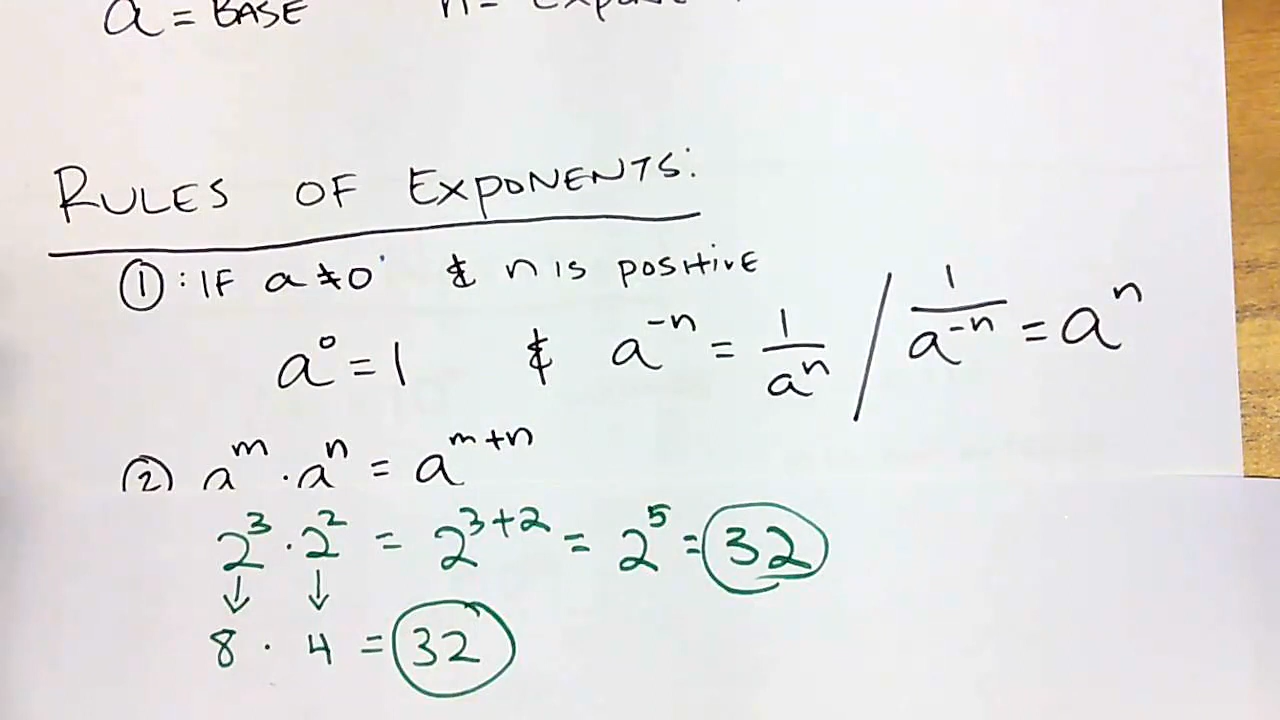 a = BASE n =
RULES OF EXPONENTS:
① : IF a ≠ 0 & n is positive
a⁰ = 1 & a⁻ⁿ = 1/aⁿ / 1/a⁻ⁿ = aⁿ
② aᵐ · aⁿ = aᵐ⁺ⁿ
2³ · 2² = 2³⁺² = 2⁵ = 32
↓ ↓
8 · 4 = 32